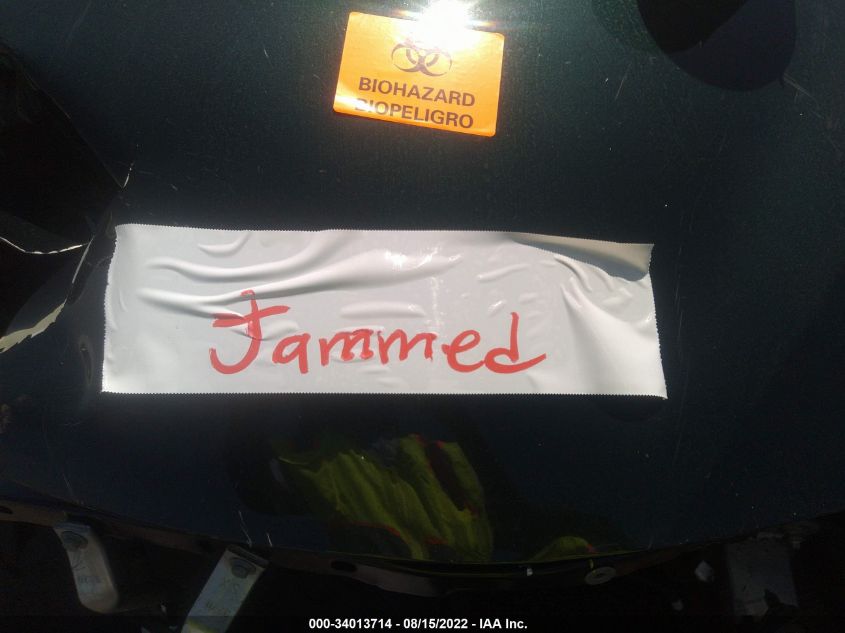 BIOHAZARD
BIOPELIGRO
Jammed
000-34013714 - 08/15/2022 - IAA Inc.